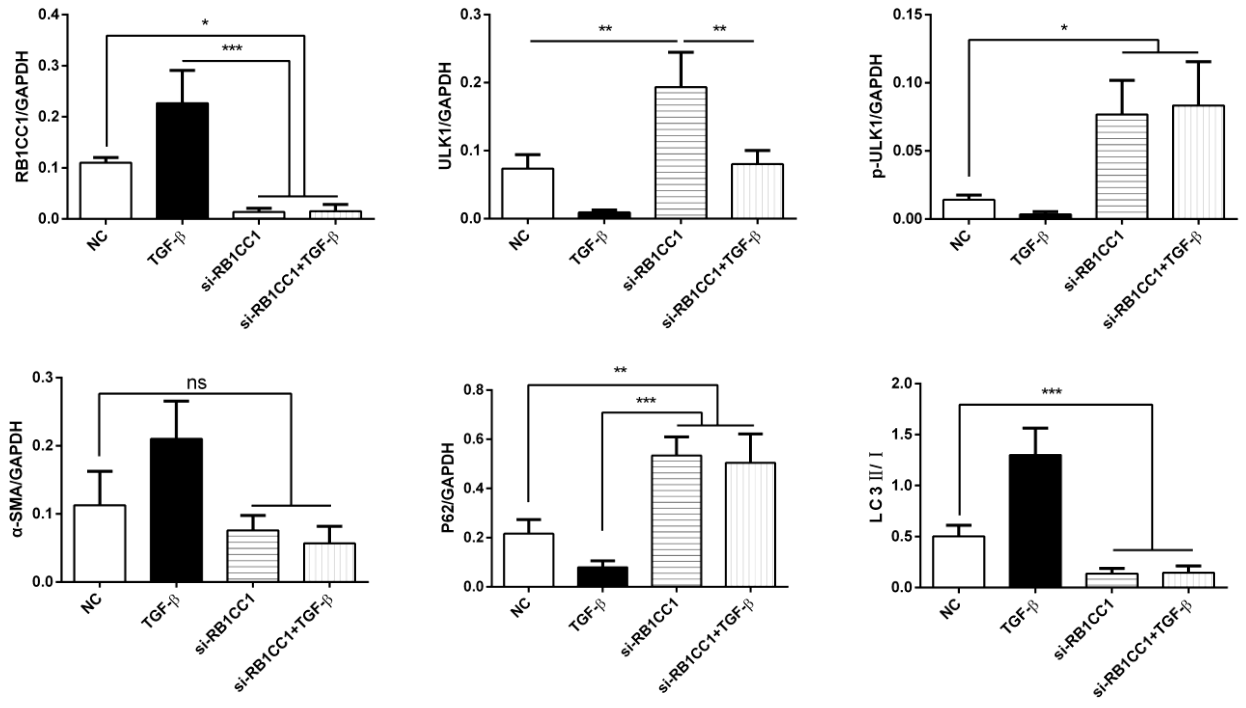 RB1CC1/GAPDH
0.4
0.3
0.2
0.1
0.0
*
***
NC
TGF-β
si-RB1CC1
si-RB1CC1+TGF-β
ULK1/GAPDH
0.3
0.2
0.1
0.0
** **
NC
TGF-β
si-RB1CC1
si-RB1CC1+TGF-β
p-ULK1/GAPDH
0.15
0.10
0.05
0.00
*
NC
TGF-β
si-RB1CC1
si-RB1CC1+TGF-β
α-SMA/GAPDH
0.3
0.2
0.1
0.0
ns
NC
TGF-β
si-RB1CC1
si-RB1CC1+TGF-β
P62/GAPDH
0.8
0.6
0.4
0.2
0.0
**
***
NC
TGF-β
si-RB1CC1
si-RB1CC1+TGF-β
LC3 II/ I
2.0
1.5
1.0
0.5
0.0
***
NC
TGF-β
si-RB1CC1
si-RB1CC1+TGF-β